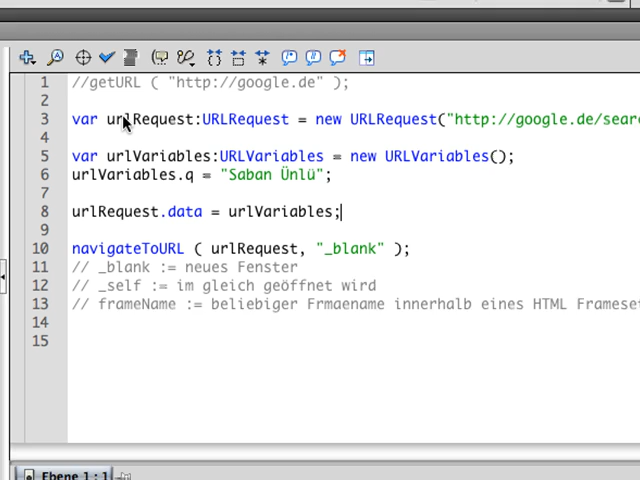 1 //getURL ( "http://google.de" );
2
3 var urlRequest:URLRequest = new URLRequest("http://google.de/sear
4
5 var urlVariables:URLVariables = new URLVariables();
6 urlVariables.q = "Saban Ünlü";
7
8 urlRequest.data = urlVariables;
9
10 navigateToURL ( urlRequest, "_blank" );
11 // _blank := neues Fenster
12 // _self := im gleich geöffnet wird
13 // frameName := beliebiger Frmaename innerhalb eines HTML Frameset
14
15
Ebene 1 : 1